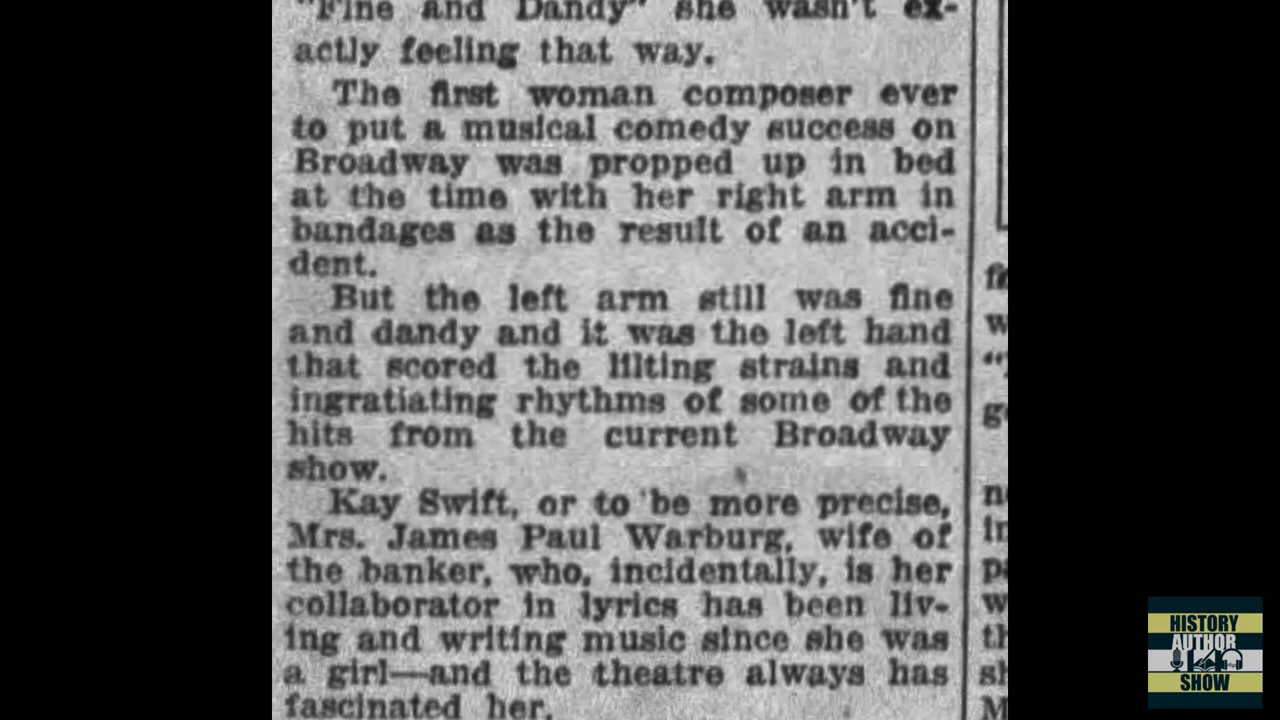 "Fine and Dandy" she wasn't ex-
actly feeling that way.
The first woman composer ever
to put a musical comedy success on
Broadway was propped up in bed
at the time with her right arm in
bandages as the result of an acci-
dent.
But the left arm still was fine
and dandy and it was the left hand
that scored the lilting strains and
ingratiating rhythms of some of the
hits from the current Broadway
show.
Kay Swift, or to be more precise,
Mrs. James Paul Warburg, wife of
the banker, who, incidentally, is her
collaborator in lyrics has been liv-
ing and writing music since she was
a girl—and the theatre always has
fascinated her.
HISTORY
AUTHOR
SHOW